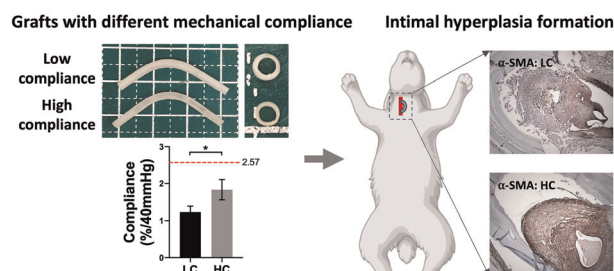 Grafts with different mechanical compliance
Intimal hyperplasia formation
Low
compliance
High
compliance
α-SMA: LC
Compliance
(%/40mmHg)
3
2
1
0
*
2.57
LC
HC
α-SMA: HC